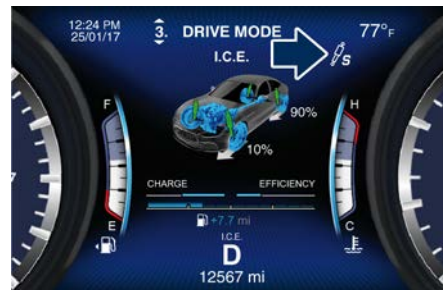 12:24 PM
25/01/17
3. DRIVE MODE
I.C.E.
77°F
S
F
H
90%
10%
CHARGE
EFFICIENCY
+7.7 mi
E
C
I.C.E.
D
12567 mi